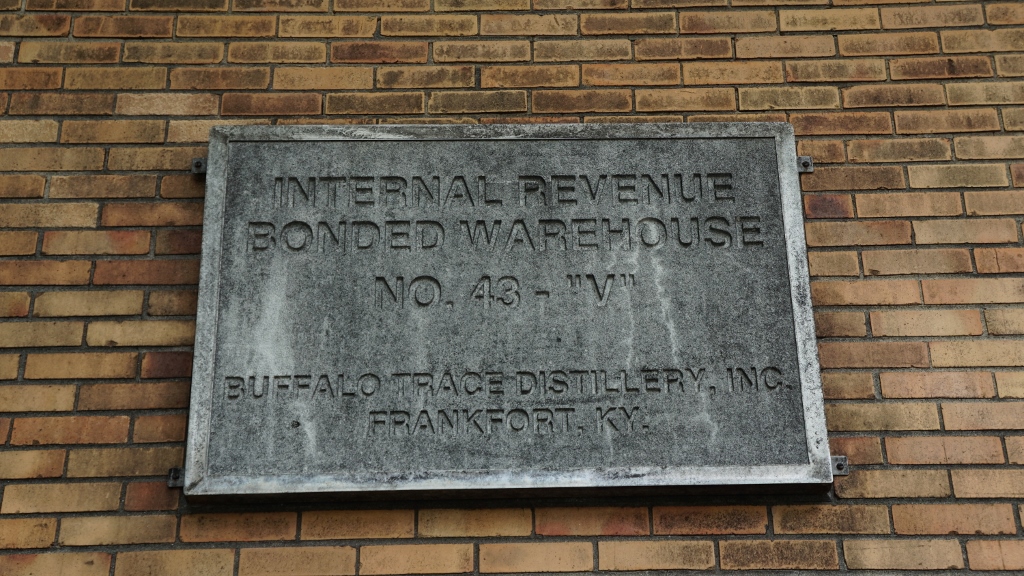 INTERNAL REVENUE
BONDED WAREHOUSE
NO. 43 - "V"
BUFFALO TRACE DISTILLERY, INC.
FRANKFORT, KY.